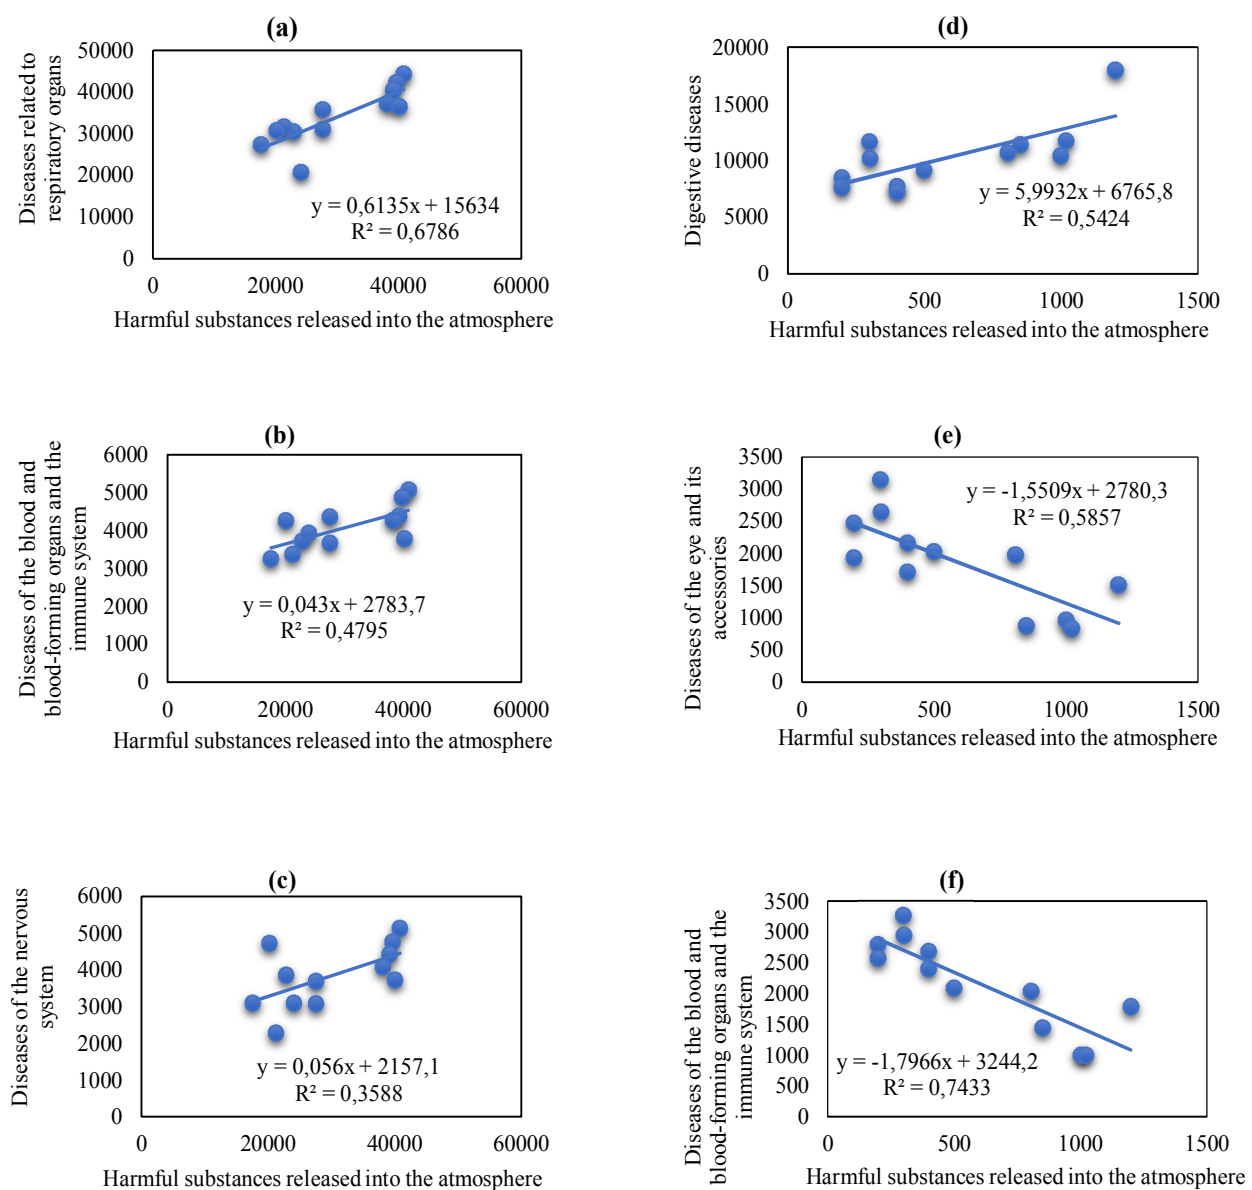 (a)
Diseases related to
respiratory organs
50000
40000
30000
20000
10000
0
y = 0,6135x + 15634
R² = 0,6786
0 20000 40000 60000
Harmful substances released into the atmosphere
(d)
Digestive diseases
20000
15000
10000
5000
0
y = 5,9932x + 6765,8
R² = 0,5424
0 500 1000 1500
Harmful substances released into the atmosphere
(b)
Diseases of the blood and
blood-forming organs and the
immune system
6000
5000
4000
3000
2000
1000
0
y = 0,043x + 2783,7
R² = 0,4795
0 20000 40000 60000
Harmful substances released into the atmosphere
(e)
Diseases of the eye and its
accessories
3500
3000
2500
2000
1500
1000
500
0
y = -1,5509x + 2780,3
R² = 0,5857
0 500 1000 1500
Harmful substances released into the atmosphere
(c)
Diseases of the nervous
system
6000
5000
4000
3000
2000
1000
0
y = 0,056x + 2157,1
R² = 0,3588
0 20000 40000 60000
Harmful substances released into the atmosphere
(f)
Diseases of the blood and
blood-forming organs and the
immune system
3500
3000
2500
2000
1500
1000
500
0
y = -1,7966x + 3244,2
R² = 0,7433
0 500 1000 1500
Harmful substances released into the atmosphere